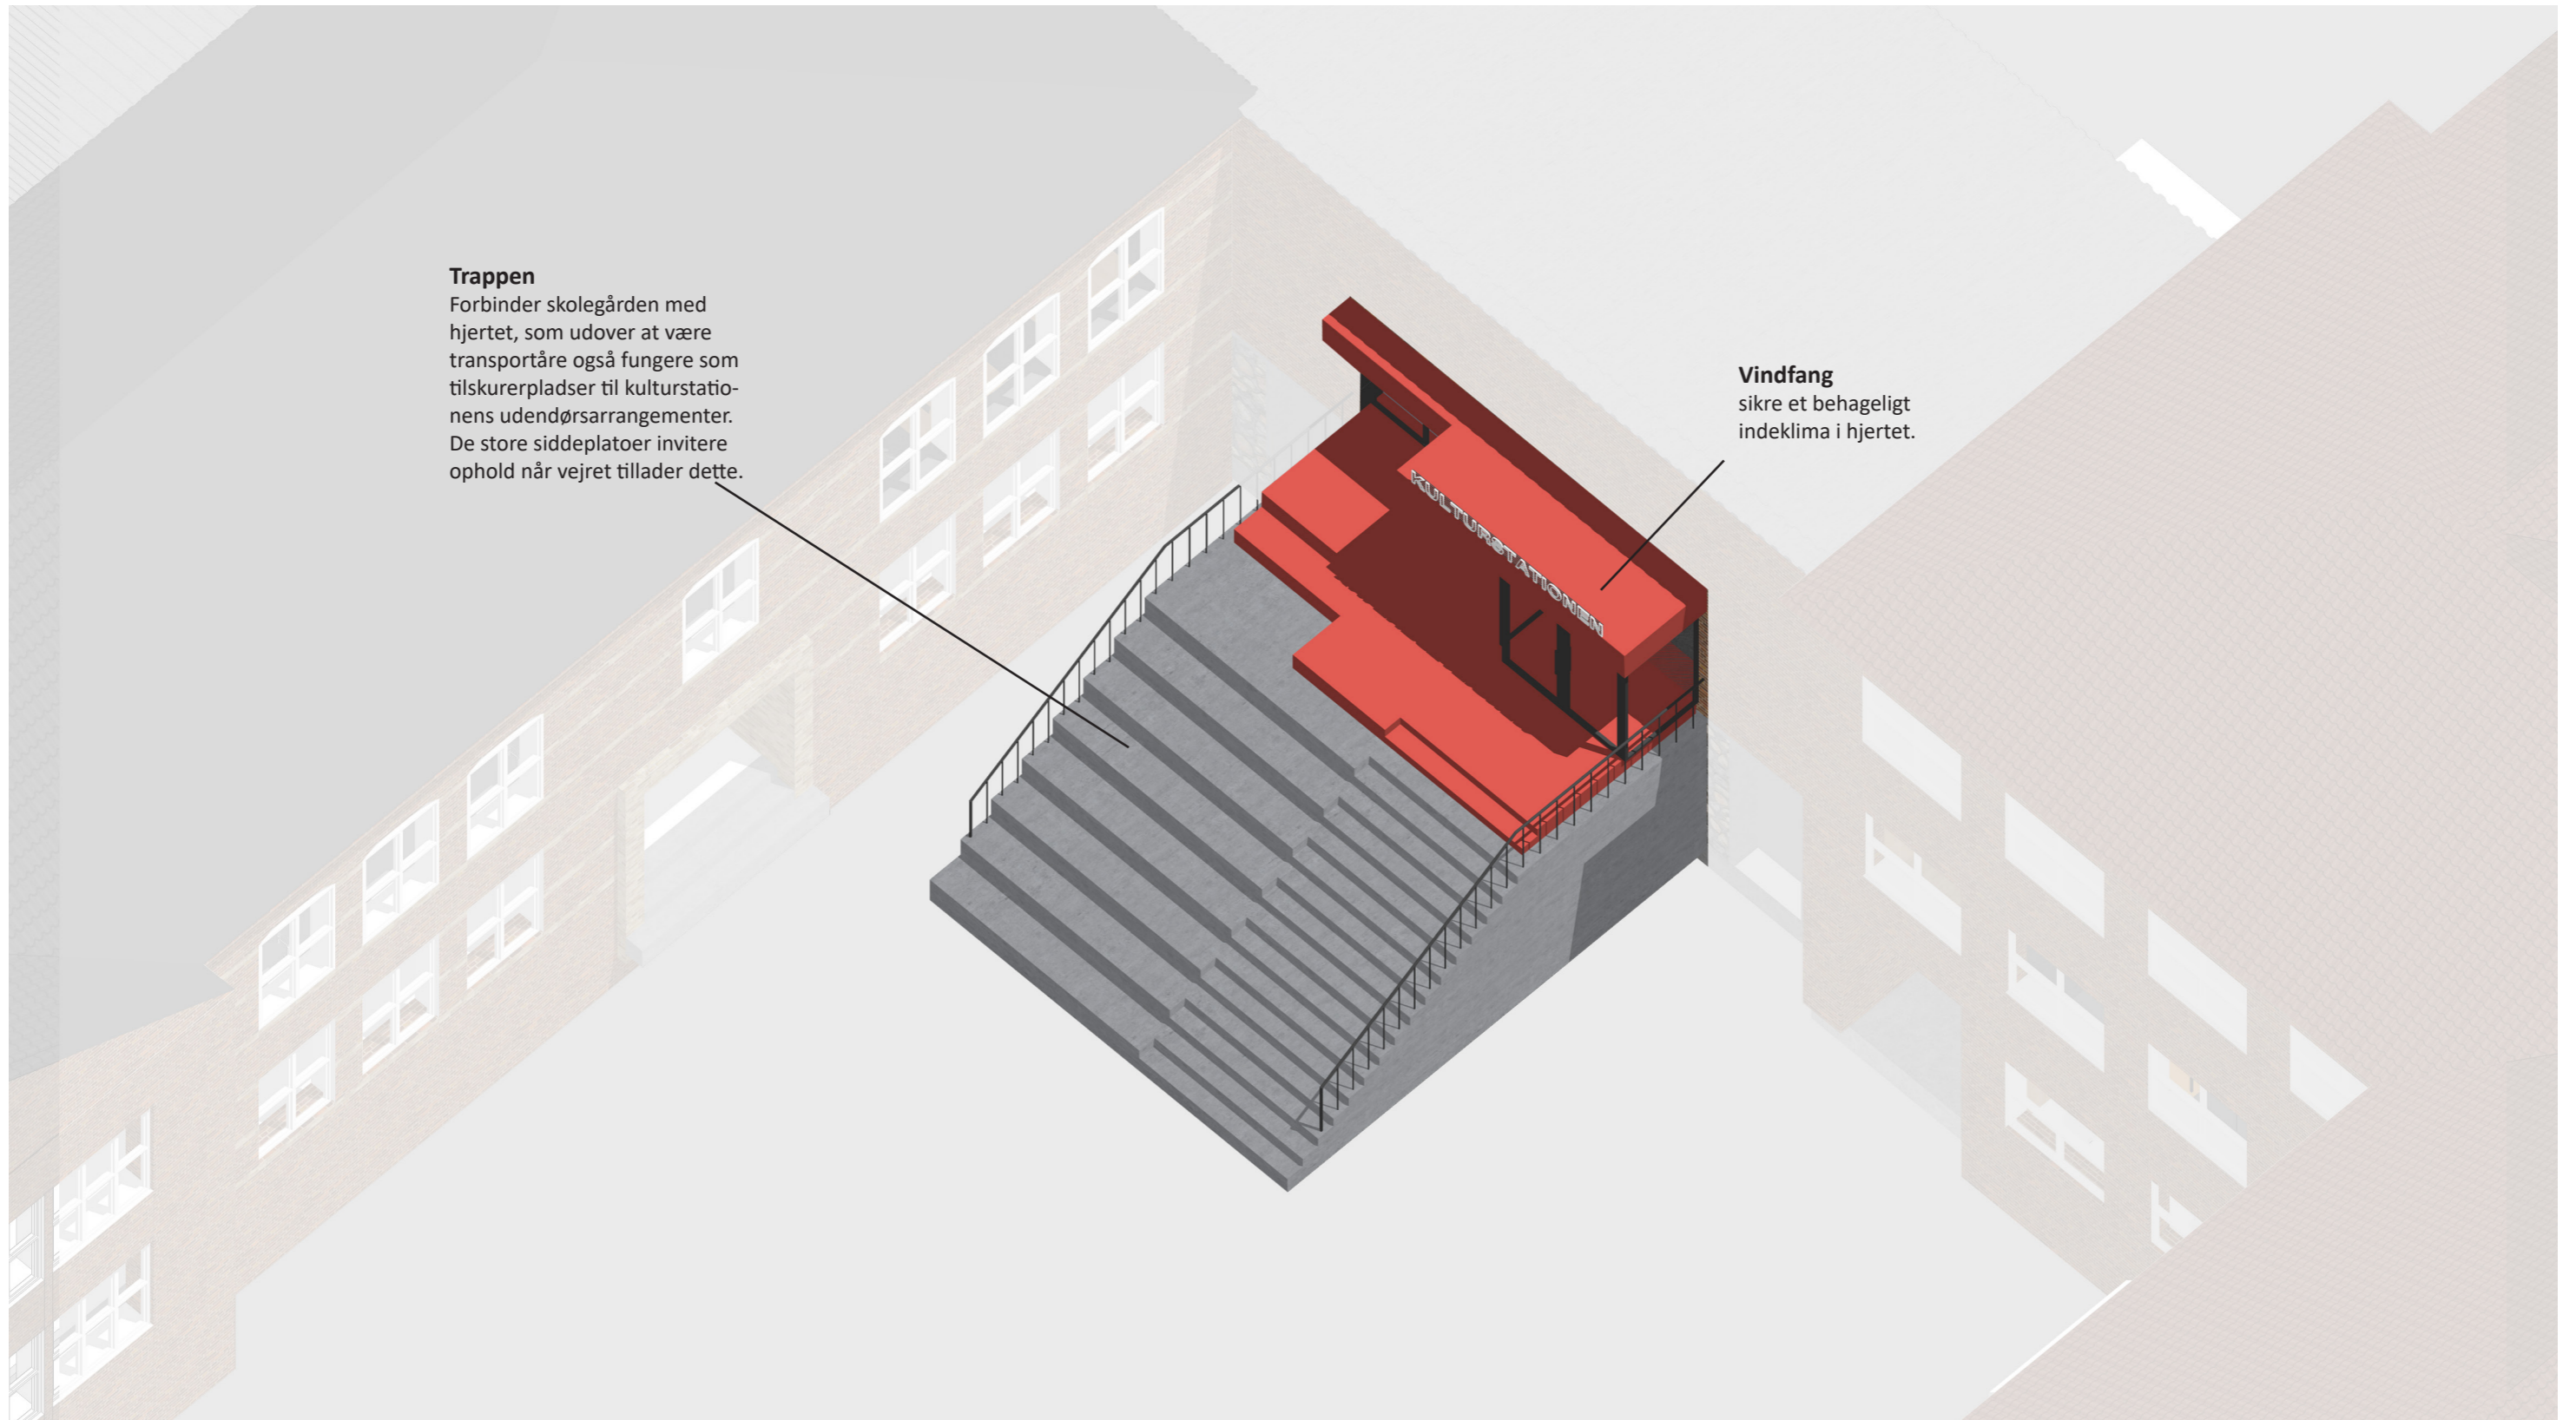 Trappen
Forbinder skolegården med
hjertet, som udover at være
transportåre også fungere som
tilskurerpladser til kulturstatio-
nens udendørsarrangementer.
De store siddeplatoer invitere
ophold når vejret tillader dette.
Vindfang
sikre et behageligt
indeklima i hjertet.
KULTURSTATIONEN